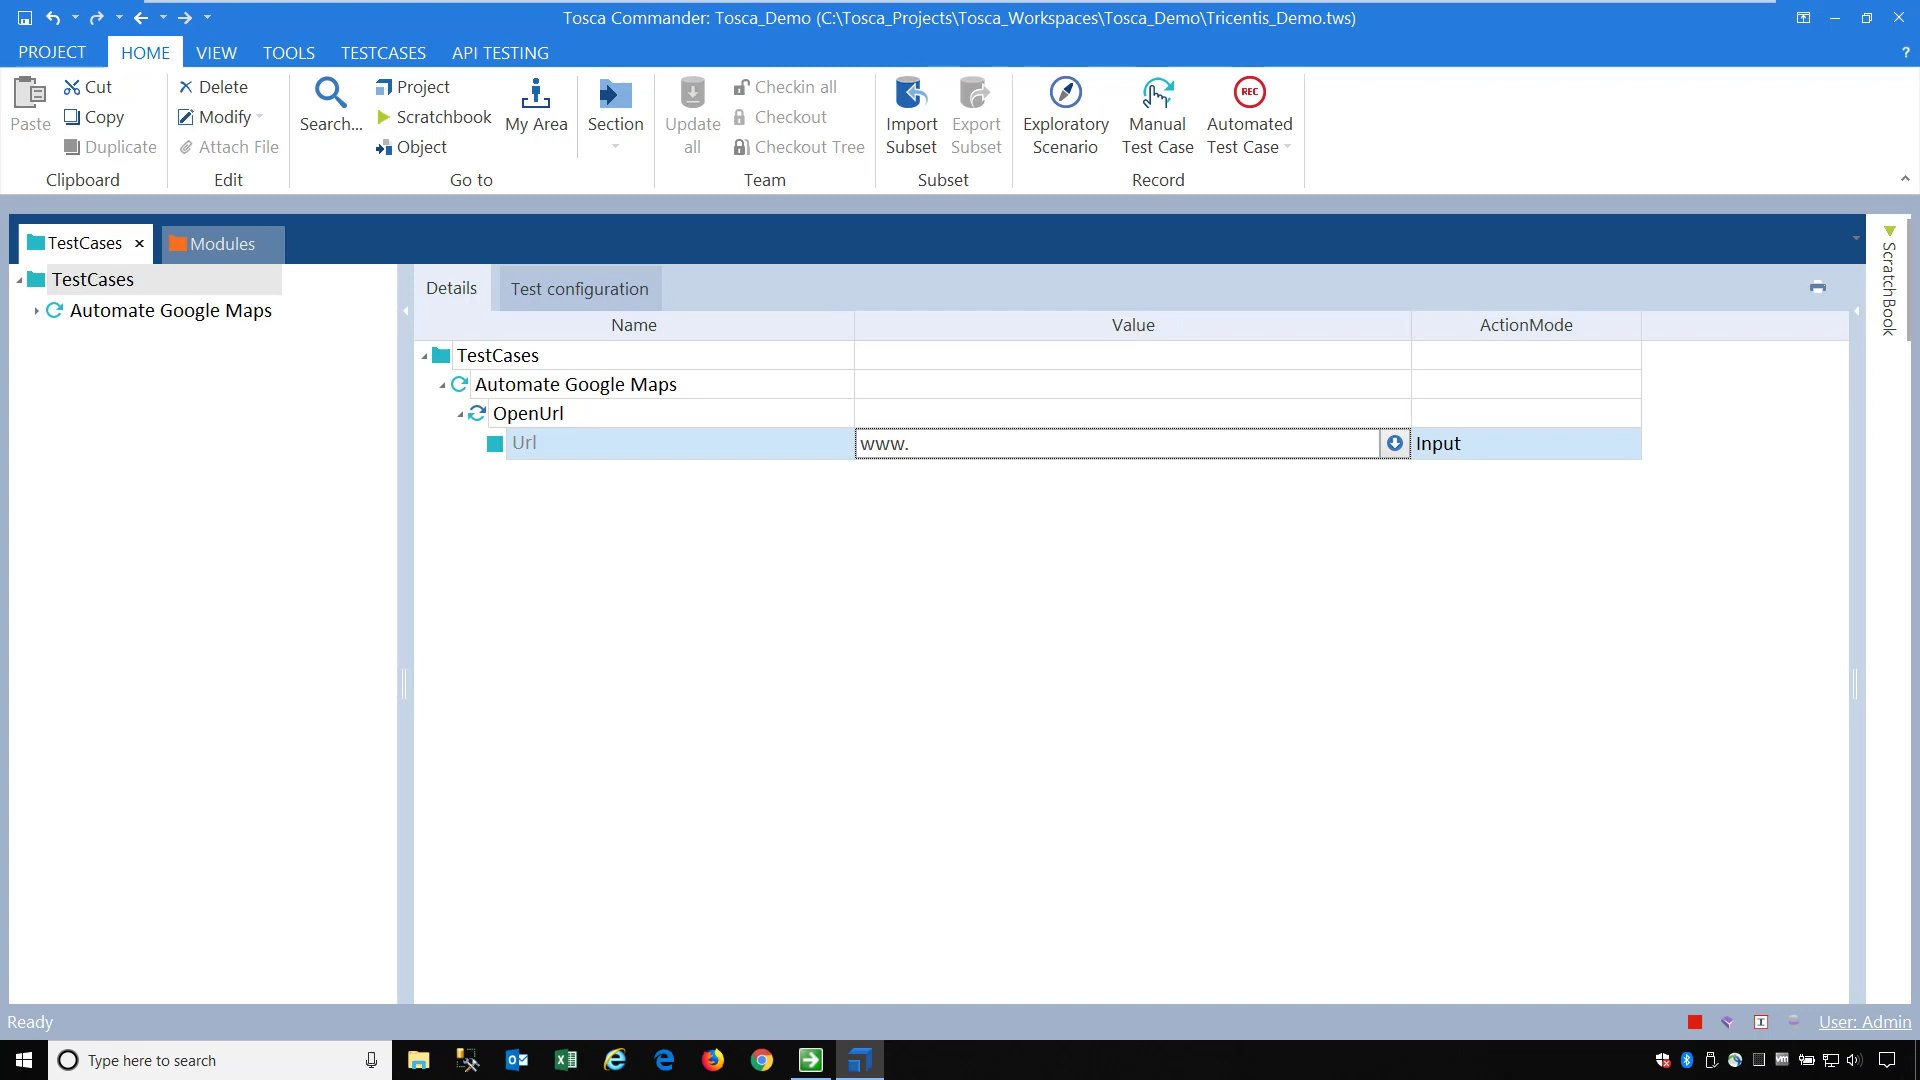 Tosca Commander: Tosca_Demo (C:\Tosca_Projects\Tosca_Workspaces\Tosca_Demo\Tricentis_Demo.tws)
PROJECT HOME VIEW TOOLS TESTCASES API TESTING ?
Paste
Cut
Copy
Duplicate
Clipboard
Delete
Modify
Attach File
Edit
Search...
Project
Scratchbook
Object
My Area
Section
Go to
Update
all
Checkin all
Checkout
Checkout Tree
Team
Import
Subset
Export
Subset
Subset
Exploratory
Scenario
Manual
Test Case
REC
Automated
Test Case
Record
TestCases
Modules
TestCases
Automate Google Maps
Details
Test configuration
Name Value ActionMode
TestCases
Automate Google Maps
OpenUrl
Url www. Input
ScratchBook
Ready
User: Admin
Type here to search